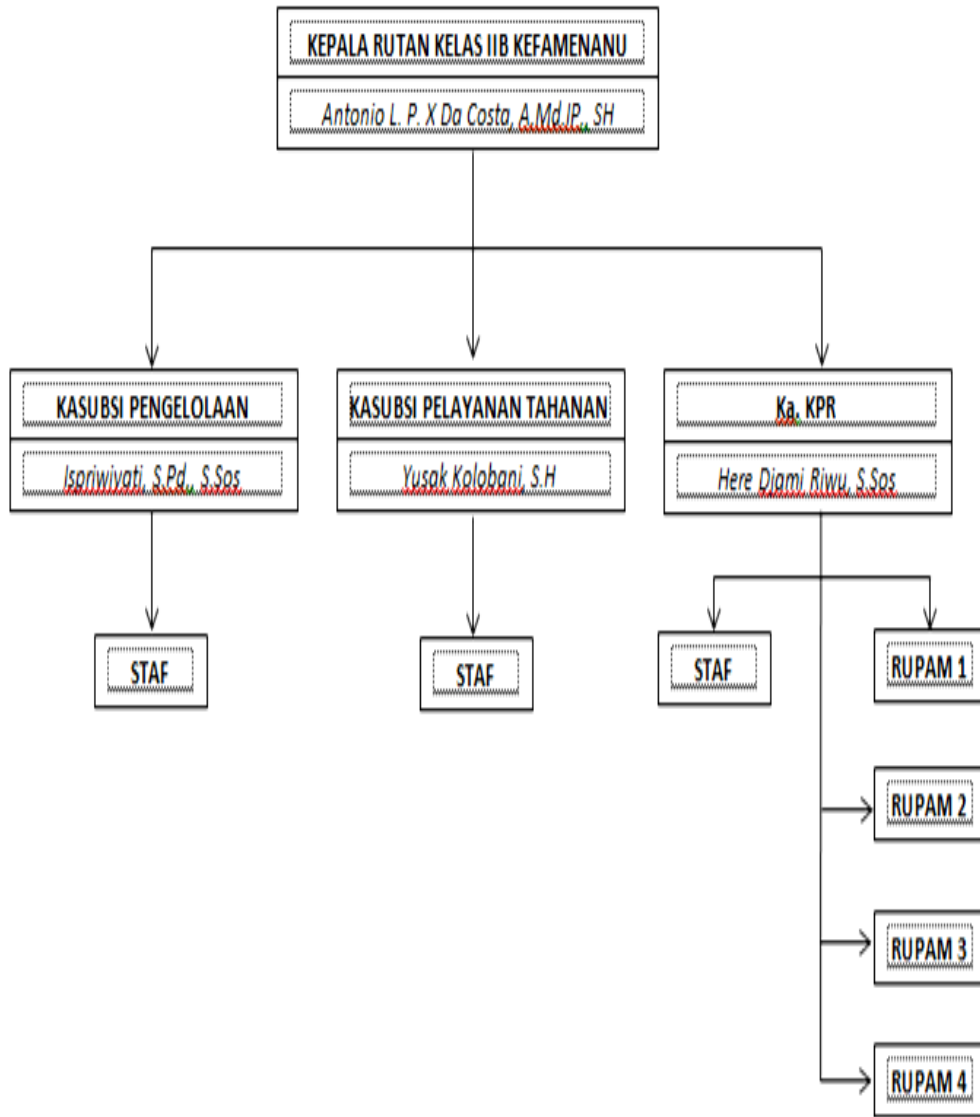 KEPALA RUTAN KELAS IIB KEFAMENANU
Antonio L. P. X Da Costa, A.Md.IP., SH
KASUBSI PENGELOLAAN
Ispriwiyati, S.Pd., S.Sos
KASUBSI PELAYANAN TAHANAN
Yusak Kolobani, S.H
Ka. KPR
Here Djami Riwu, S.Sos
STAF
STAF
STAF
RUPAM 1
RUPAM 2
RUPAM 3
RUPAM 4